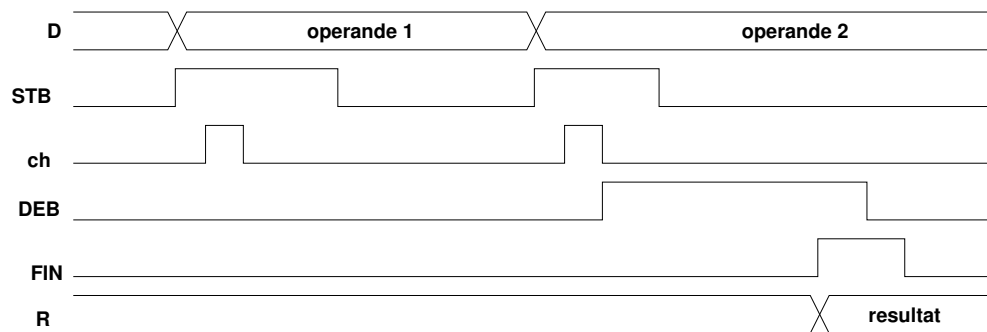 D operande 1 operande 2
STB
ch
DEB
FIN
R resultat